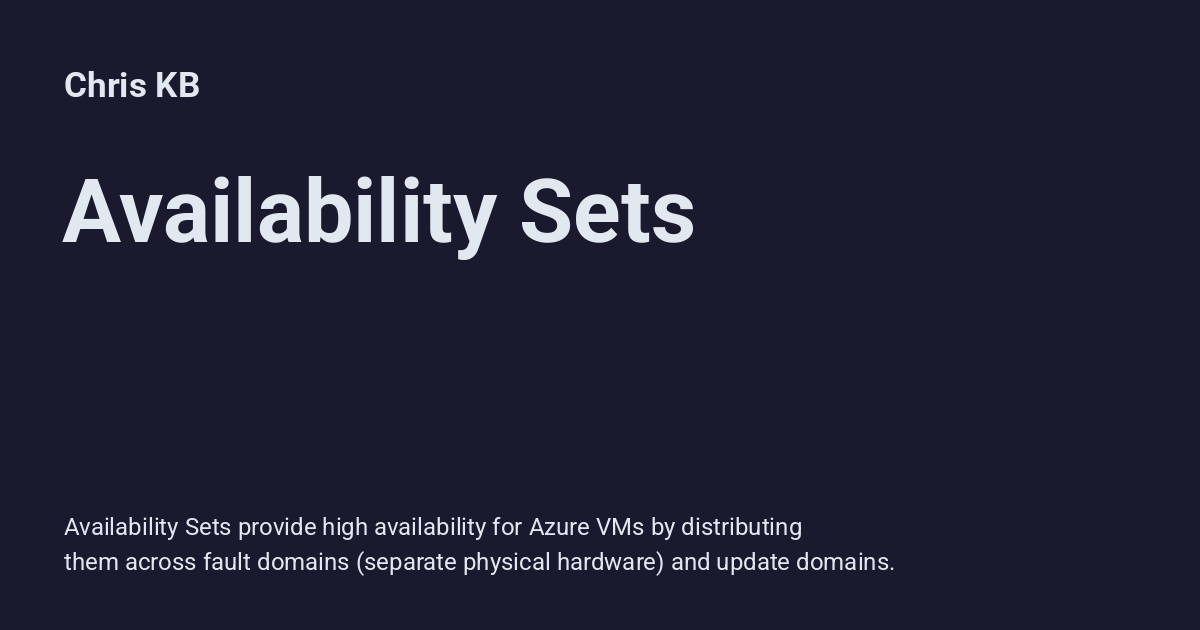 Chris KB
Availability Sets
Availability Sets provide high availability for Azure VMs by distributing
them across fault domains (separate physical hardware) and update domains.